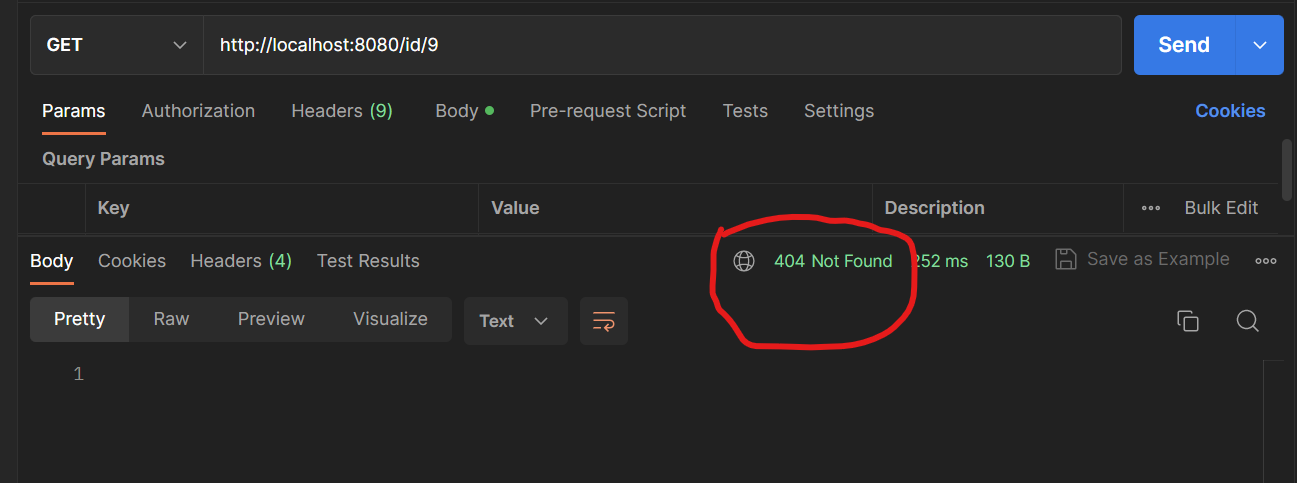 GET http://localhost:8080/id/9 Send
Params Authorization Headers (9) Body Pre-request Script Tests Settings Cookies
Query Params
Key Value Description Bulk Edit
Body Cookies Headers (4) Test Results 404 Not Found 252 ms 130 B Save as Example
Pretty Raw Preview Visualize Text
1